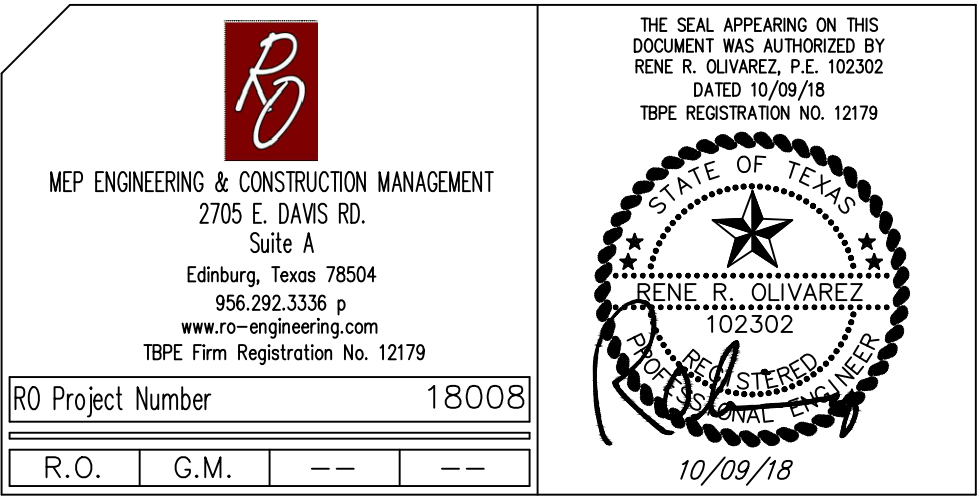 RO
MEP ENGINEERING & CONSTRUCTION MANAGEMENT
2705 E. DAVIS RD.
Suite A
Edinburg, Texas 78504
956.292.3336 p
www.ro-engineering.com
TBPE Firm Registration No. 12179
RO Project Number 18008
R.O. G.M. -- --
THE SEAL APPEARING ON THIS
DOCUMENT WAS AUTHORIZED BY
RENE R. OLIVAREZ, P.E. 102302
DATED 10/09/18
TBPE REGISTRATION NO. 12179
STATE OF TEXAS
RENE R. OLIVAREZ
102302
REGISTERED
PROFESSIONAL ENGINEER
10/09/18